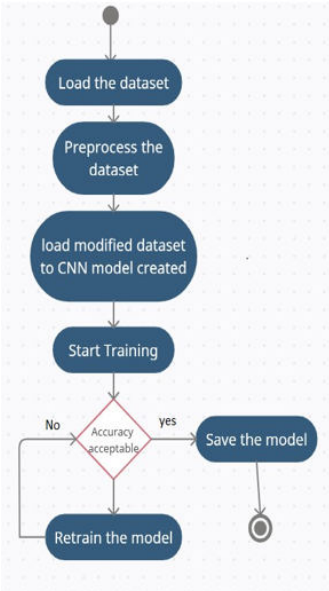 Load the dataset
Preprocess the
dataset
load modified dataset
to CNN model created
Start Training
No
Accuracy
acceptable
yes
Save the model
Retrain the model